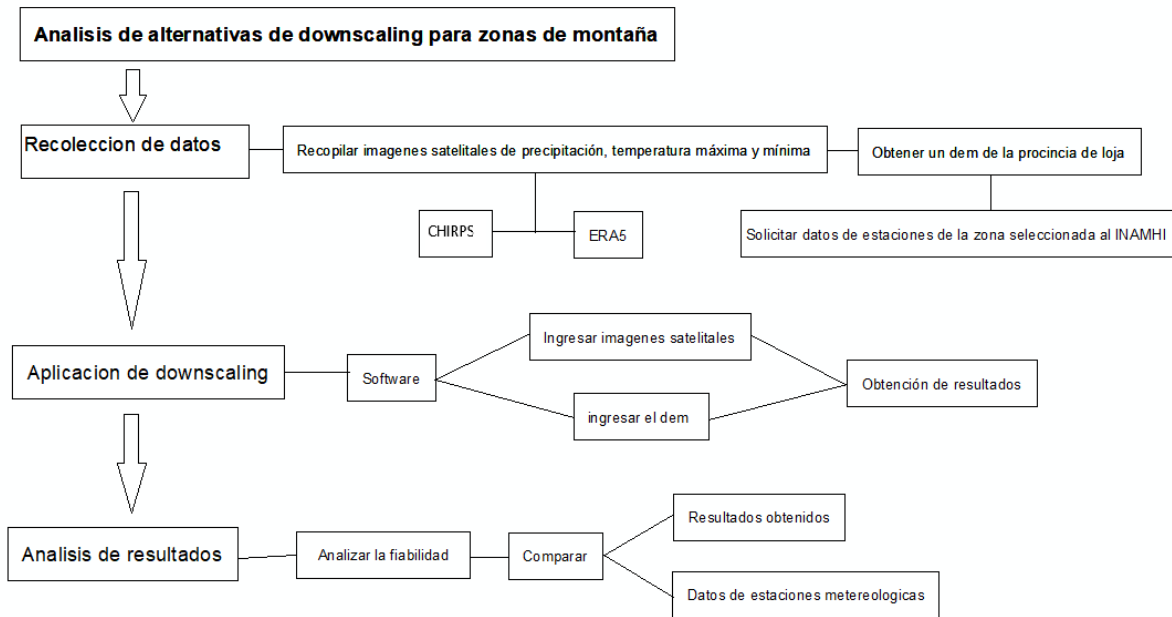 Analisis de alternativas de downscaling para zonas de montaña
Recoleccion de datos
Recopilar imagenes satelitales de precipitación, temperatura máxima y mínima
Obtener un dem de la procincia de loja
CHIRPS
ERA5
Solicitar datos de estaciones de la zona seleccionada al INAMHI
Aplicacion de downscaling
Software
Ingresar imagenes satelitales
ingresar el dem
Obtención de resultados
Analisis de resultados
Analizar la fiabilidad
Comparar
Resultados obtenidos
Datos de estaciones metereologicas